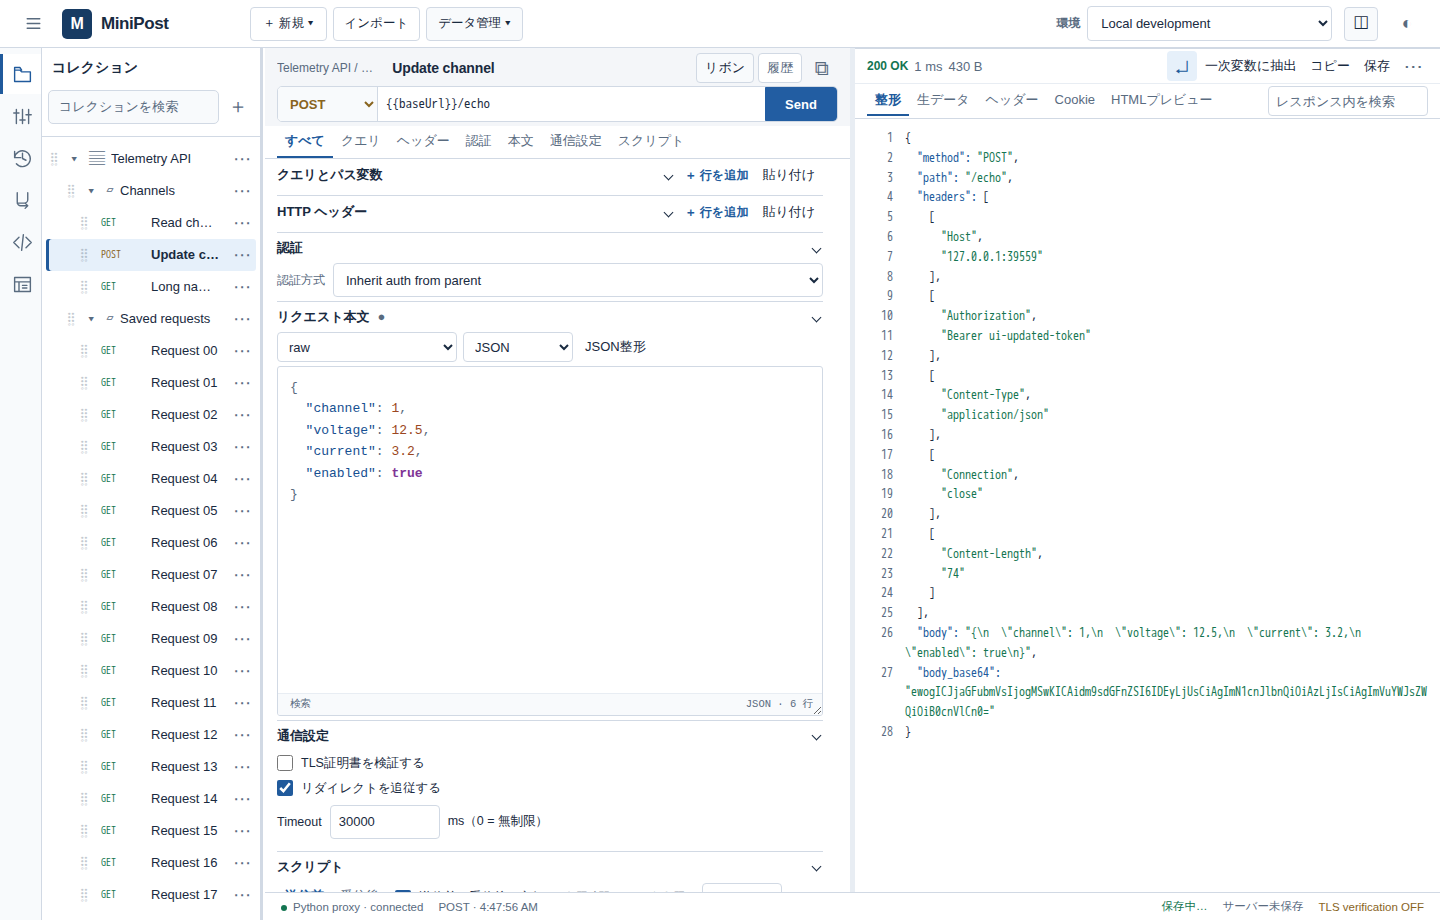 M MiniPost ＋ 新規 ▾ インポート データ管理 ▾ 環境 Local development
コレクション
コレクションを検索 +
Telemetry API ···
Channels ···
GET Read ch… ···
POST Update c… ···
GET Long na… ···
Saved requests ···
GET Request 00 ···
GET Request 01 ···
GET Request 02 ···
GET Request 03 ···
GET Request 04 ···
GET Request 05 ···
GET Request 06 ···
GET Request 07 ···
GET Request 08 ···
GET Request 09 ···
GET Request 10 ···
GET Request 11 ···
GET Request 12 ···
GET Request 13 ···
GET Request 14 ···
GET Request 15 ···
GET Request 16 ···
GET Request 17 ···
Telemetry API / … Update channel リボン 履歴
POST {{baseUrl}}/echo Send
すべて クエリ ヘッダー 認証 本文 通信設定 スクリプト
クエリとパス変数 + 行を追加 貼り付け
HTTP ヘッダー + 行を追加 貼り付け
認証
認証方式 Inherit auth from parent
リクエスト本文 ●
raw JSON JSON整形
{
"channel": 1,
"voltage": 12.5,
"current": 3.2,
"enabled": true
}
検索 JSON · 6 行
通信設定
TLS証明書を検証する
リダイレクトを追従する
Timeout 30000 ms（0 = 無制限）
スクリプト
200 OK 1 ms 430 B 一次変数に抽出 コピー 保存 ···
整形 生データ ヘッダー Cookie HTMLプレビュー レスポンス内を検索
1 {
2 "method": "POST",
3 "path": "/echo",
4 "headers": [
5 [
6 "Host",
7 "127.0.0.1:39559"
8 ],
9 [
10 "Authorization",
11 "Bearer ui-updated-token"
12 ],
13 [
14 "Content-Type",
15 "application/json"
16 ],
17 [
18 "Connection",
19 "close"
20 ],
21 [
22 "Content-Length",
23 "74"
24 ]
25 ],
26 "body": "{\n  \"channel\": 1,\n  \"voltage\": 12.5,\n  \"current\": 3.2,\n
\"enabled\": true\n}",
27 "body_base64":
"ewogICJjaGFubmVsIjogMSwKICAidm9sdGFnZSI6IDEyLjUsCiAgImN1cnJlbnQiOiAzLjIsCiAgImVuYWJsZW
QiOiB0cnVlCn0="
28 }
Python proxy · connected POST · 4:47:56 AM 保存中… サーバー未保存 TLS verification OFF